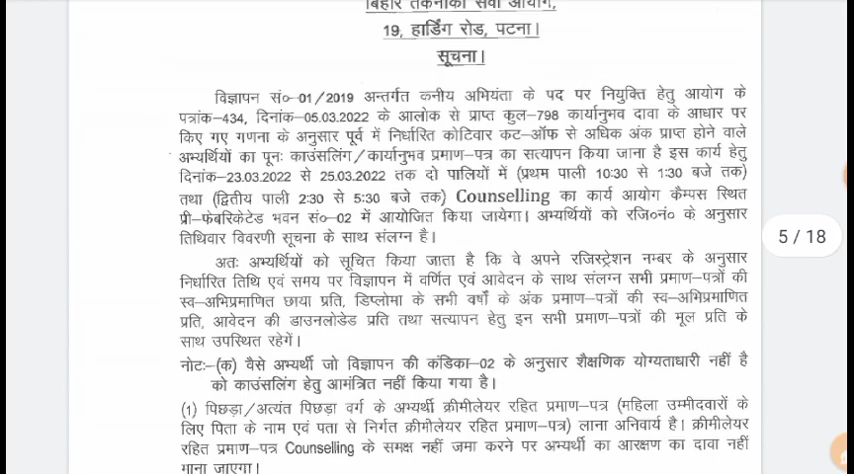 बिहार तकनीकी सेवा आयोग,
19, हार्डिंग रोड, पटना।
सूचना।
विज्ञापन सं०-01/2019 अन्तर्गत कनीय अभियंता के पद पर नियुक्ति हेतु आयोग के
पत्रांक-434, दिनांक-05.03.2022 के आलोक से प्राप्त कुल-798 कार्यानुभव दावा के आधार पर
किए गए गणना के अनुसार पूर्व में निर्धारित कोटिवार कट-ऑफ से अधिक अंक प्राप्त होने वाले
अभ्यर्थियों का पूनः काउंसलिंग/कार्यानुभव प्रमाण-पत्र का सत्यापन किया जाना है इस कार्य हेतु
दिनांक-23.03.2022 से 25.03.2022 तक दो पालियों में (प्रथम पाली 10:30 से 1:30 बजे तक)
तथा (द्वितीय पाली 2:30 से 5:30 बजे तक) Counselling का कार्य आयोग कैम्पस स्थित
प्री-फेबरिकेटेड भवन सं०-02 में आयोजित किया जायेगा। अभ्यर्थियों को रजि०नं० के अनुसार
तिथिवार विवरणी सूचना के साथ संलग्न है।
5 / 18
अतः अभ्यर्थियों को सूचित किया जाता है कि वे अपने रजिस्ट्रेशन नम्बर के अनुसार
निर्धारित तिथि एवं समय पर विज्ञापन में वर्णित एवं आवेदन के साथ संलग्न सभी प्रमाण-पत्रों की
स्व-अभिप्रमाणित छाया प्रति, डिप्लोमा के सभी वर्षों के अंक प्रमाण-पत्रों की स्व-अभिप्रमाणित
प्रति, आवेदन की डाउनलोडेड प्रति तथा सत्यापन हेतु इन सभी प्रमाण-पत्रों की मूल प्रति के
साथ उपस्थित रहेगें।
नोटः-(क) वैसे अभ्यर्थी जो विज्ञापन की कंडिका-02 के अनुसार शैक्षणिक योग्यताधारी नहीं है
को काउंसलिंग हेतु आमंत्रित नहीं किया गया है।
(1) पिछड़ा/अत्यंत पिछड़ा वर्ग के अभ्यर्थी क्रीमीलेयर रहित प्रमाण-पत्र (महिला उम्मीदवारों के
लिए पिता के नाम एवं पता से निर्गत क्रीमीलेयर रहित प्रमाण-पत्र) लाना अनिवार्य है। क्रीमीलेयर
रहित प्रमाण-पत्र Counselling के समक्ष नहीं जमा करने पर अभ्यर्थी का आरक्षण का दावा नहीं
माना जाएगा।